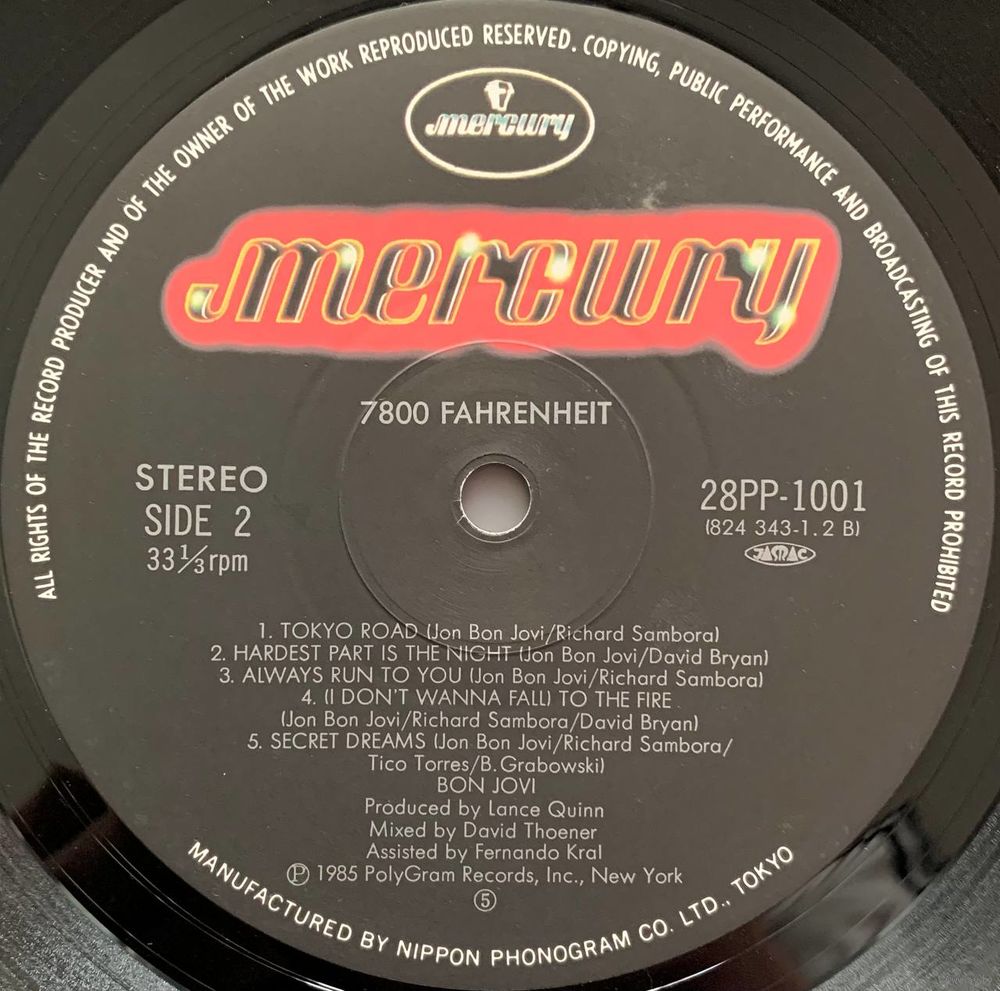 ALL RIGHTS OF THE RECORD PRODUCER AND OF THE OWNER OF THE WORK REPRODUCED RESERVED. COPYING, PUBLIC PERFORMANCE AND BROADCASTING OF THIS RECORD PROHIBITED
mercury
mercury
7800 FAHRENHEIT
STEREO
SIDE 2
33 1/3 rpm
28PP-1001
(824 343-1. 2 B)
JASRAC
1. TOKYO ROAD (Jon Bon Jovi/Richard Sambora)
2. HARDEST PART IS THE NIGHT (Jon Bon Jovi/David Bryan)
3. ALWAYS RUN TO YOU (Jon Bon Jovi/Richard Sambora)
4. (I DON'T WANNA FALL) TO THE FIRE
(Jon Bon Jovi/Richard Sambora/David Bryan)
5. SECRET DREAMS (Jon Bon Jovi/Richard Sambora/
Tico Torres/B. Grabowski)
BON JOVI
Produced by Lance Quinn
Mixed by David Thoener
Assisted by Fernando Kral
Ⓟ 1985 PolyGram Records, Inc., New York
⑤
MANUFACTURED BY NIPPON PHONOGRAM CO. LTD., TOKYO